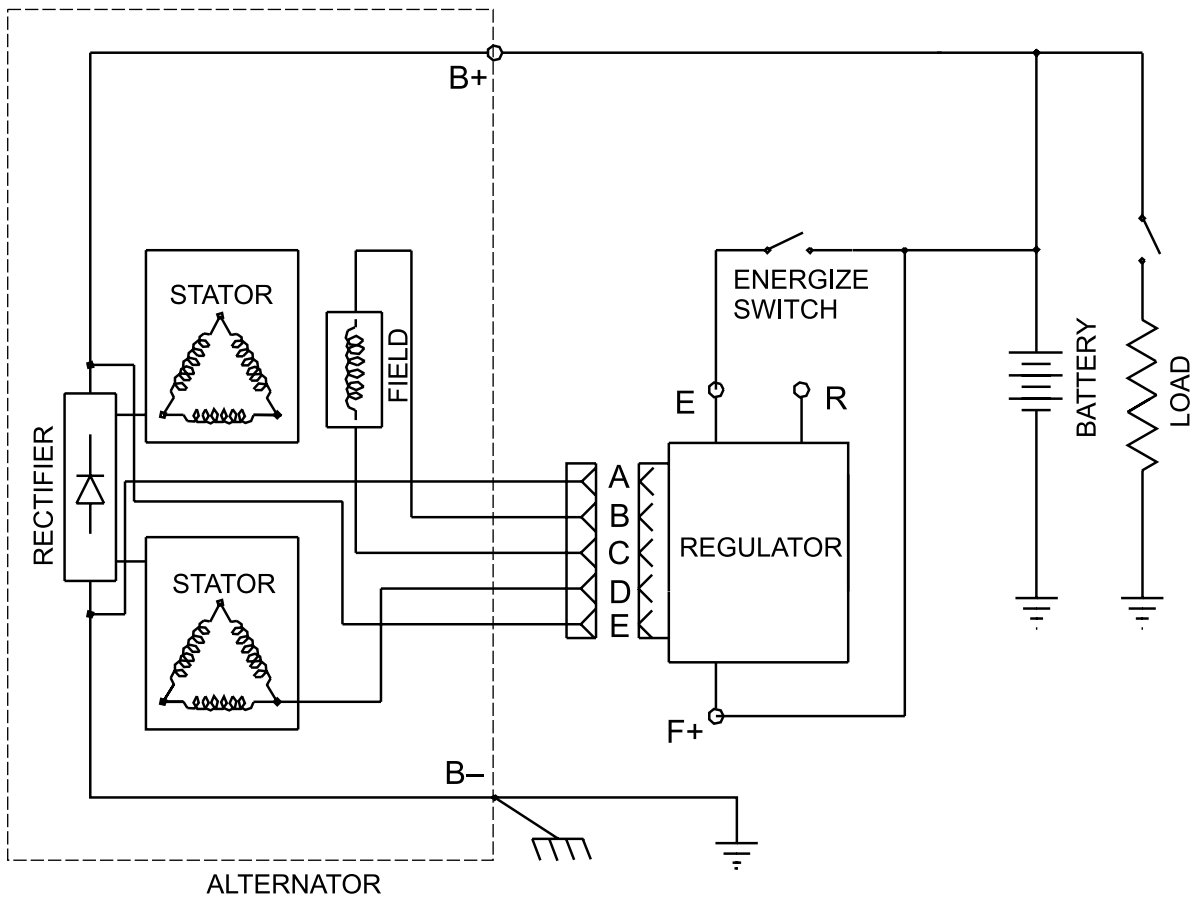 B+
STATOR
FIELD
ENERGIZE
SWITCH
BATTERY
LOAD
E
R
RECTIFIER
A
B
C
D
E
REGULATOR
STATOR
F+
B–
ALTERNATOR